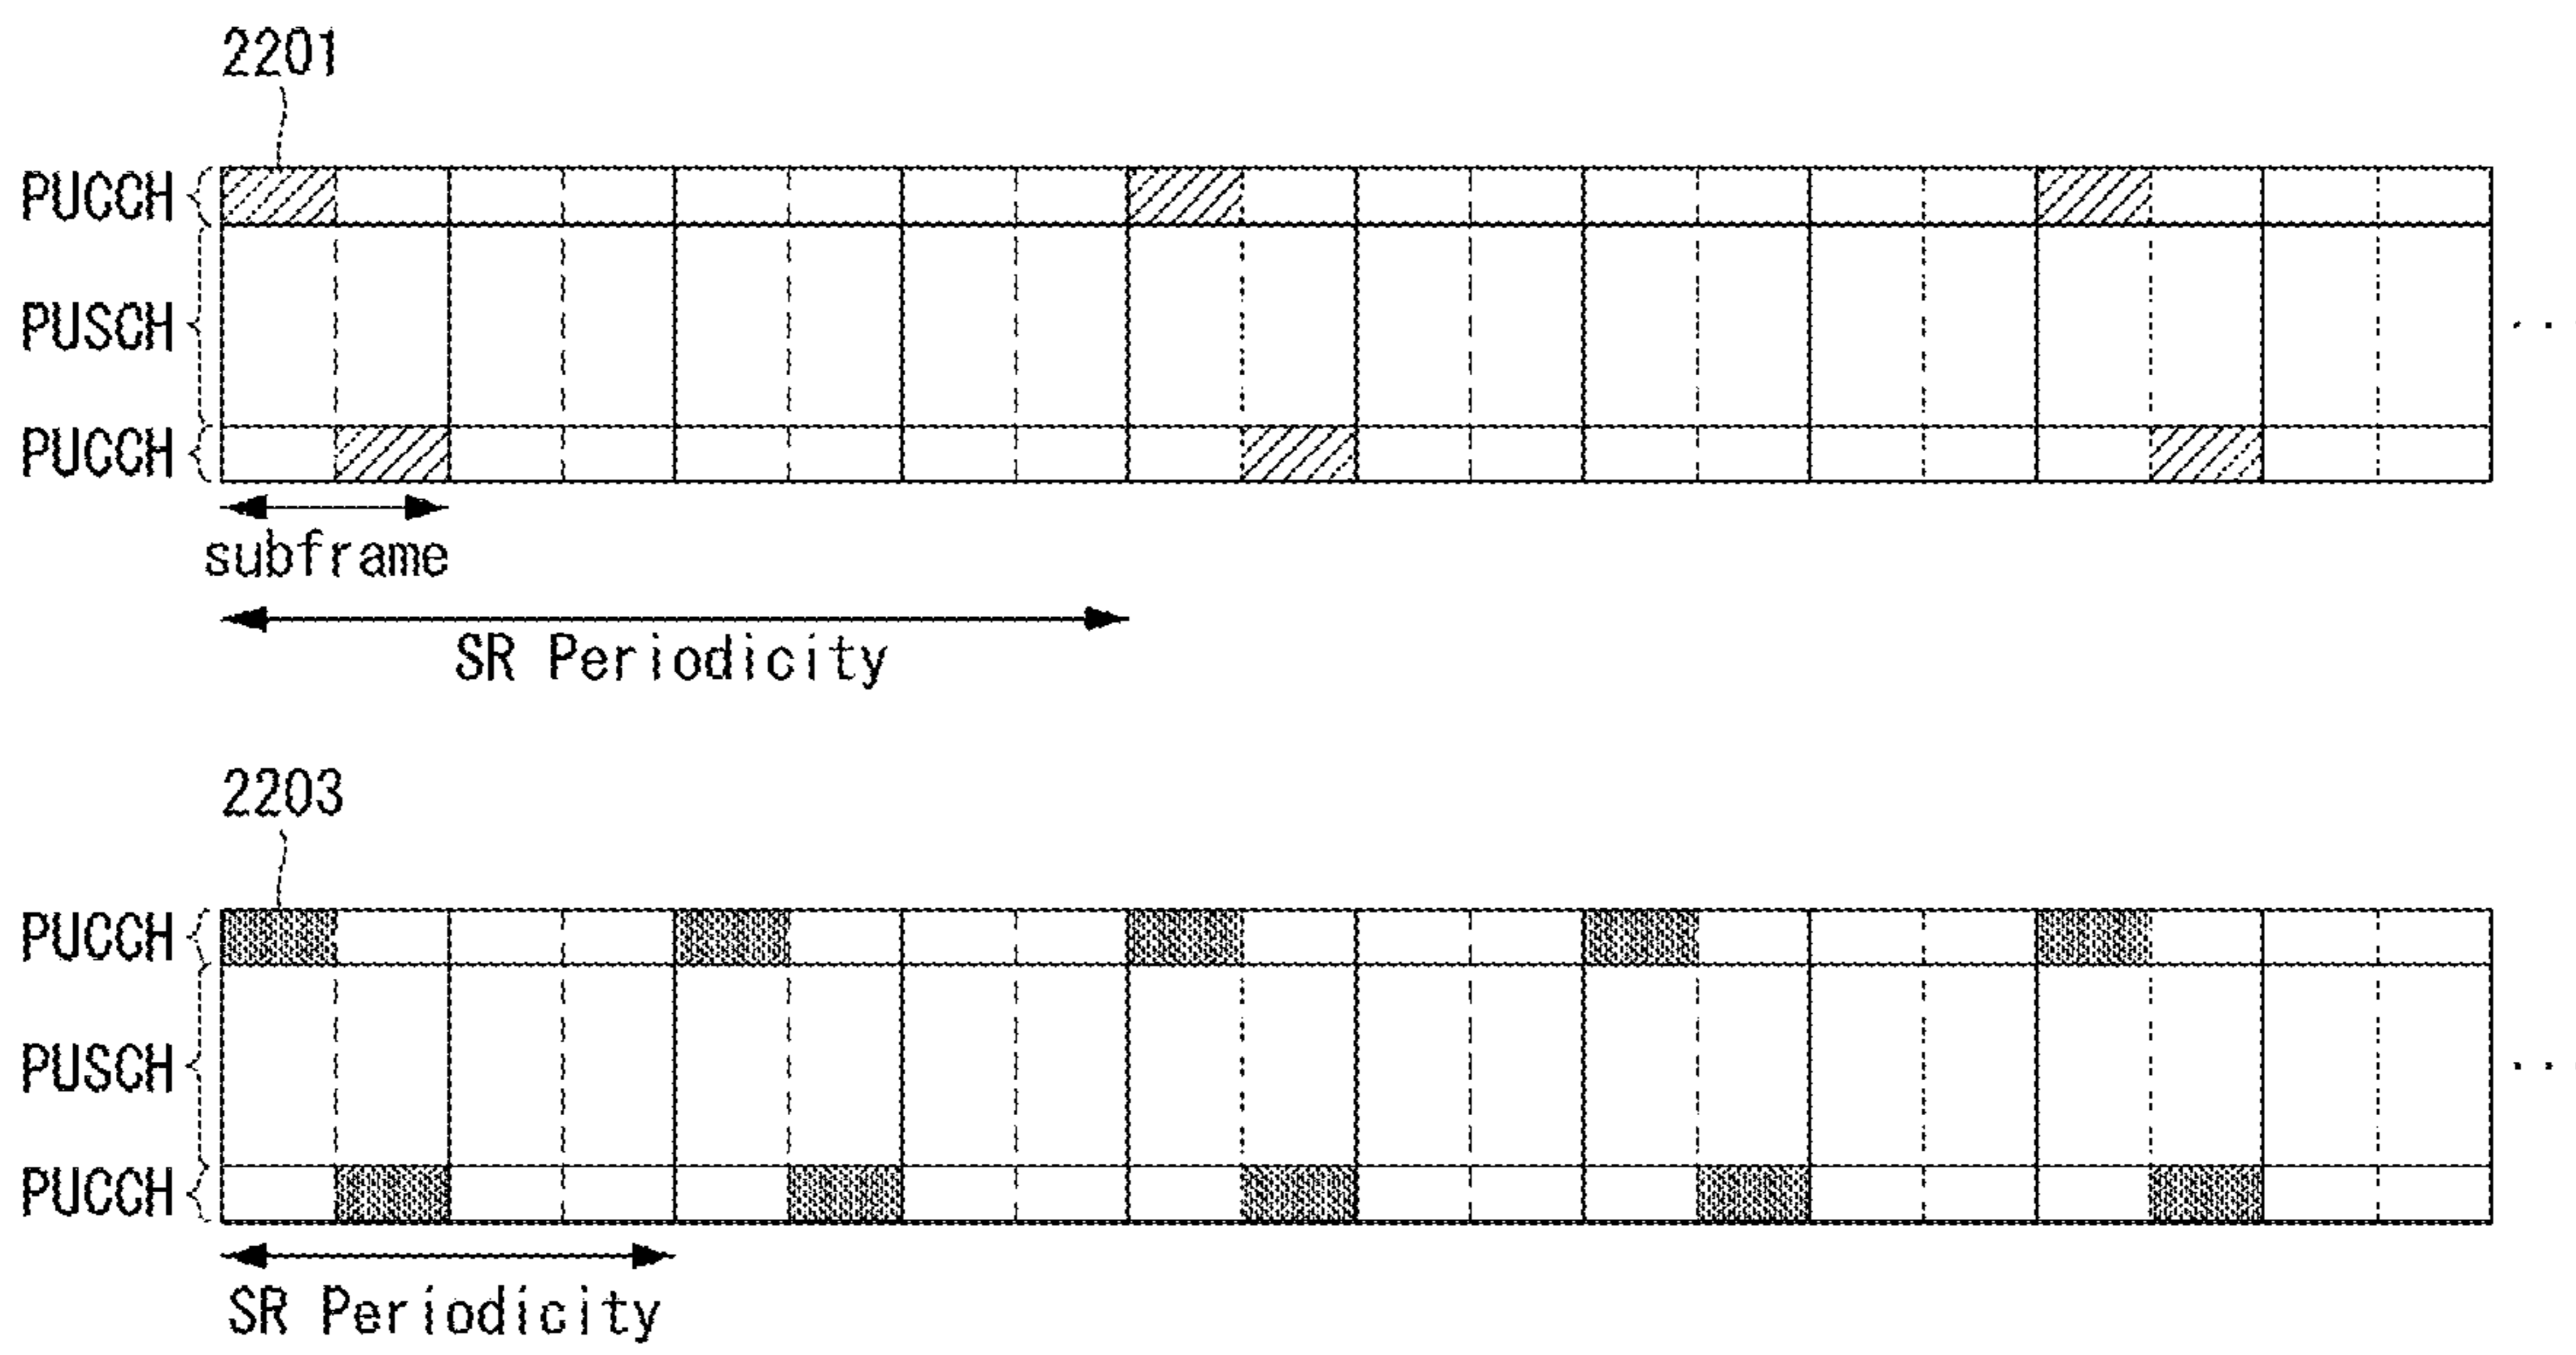 2201
PUCCH
PUSCH
PUCCH
subframe
SR Periodicity
2203
PUCCH
PUSCH
PUCCH
SR Periodicity